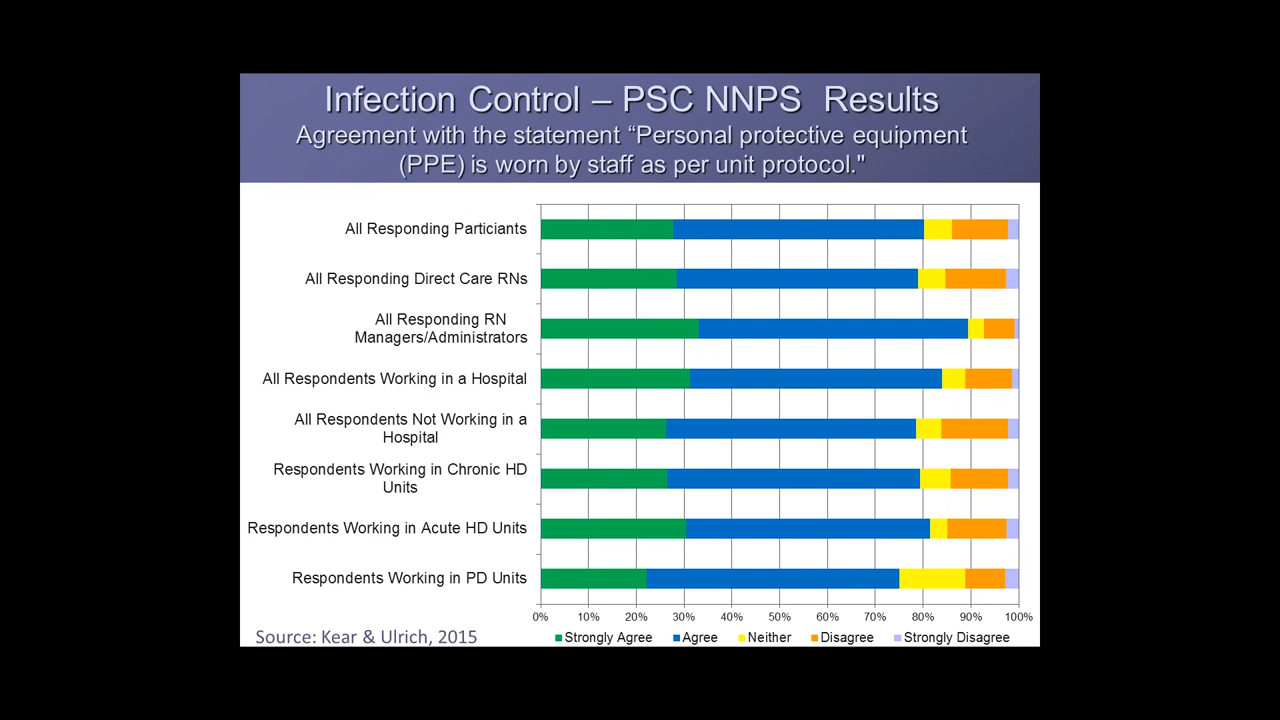 Infection Control – PSC NNPS Results
Agreement with the statement “Personal protective equipment
(PPE) is worn by staff as per unit protocol."
All Responding Particiants
All Responding Direct Care RNs
All Responding RN
Managers/Administrators
All Respondents Working in a Hospital
All Respondents Not Working in a
Hospital
Respondents Working in Chronic HD
Units
Respondents Working in Acute HD Units
Respondents Working in PD Units
0% 10% 20% 30% 40% 50% 60% 70% 80% 90% 100%
Strongly Agree Agree Neither Disagree Strongly Disagree
Source: Kear & Ulrich, 2015